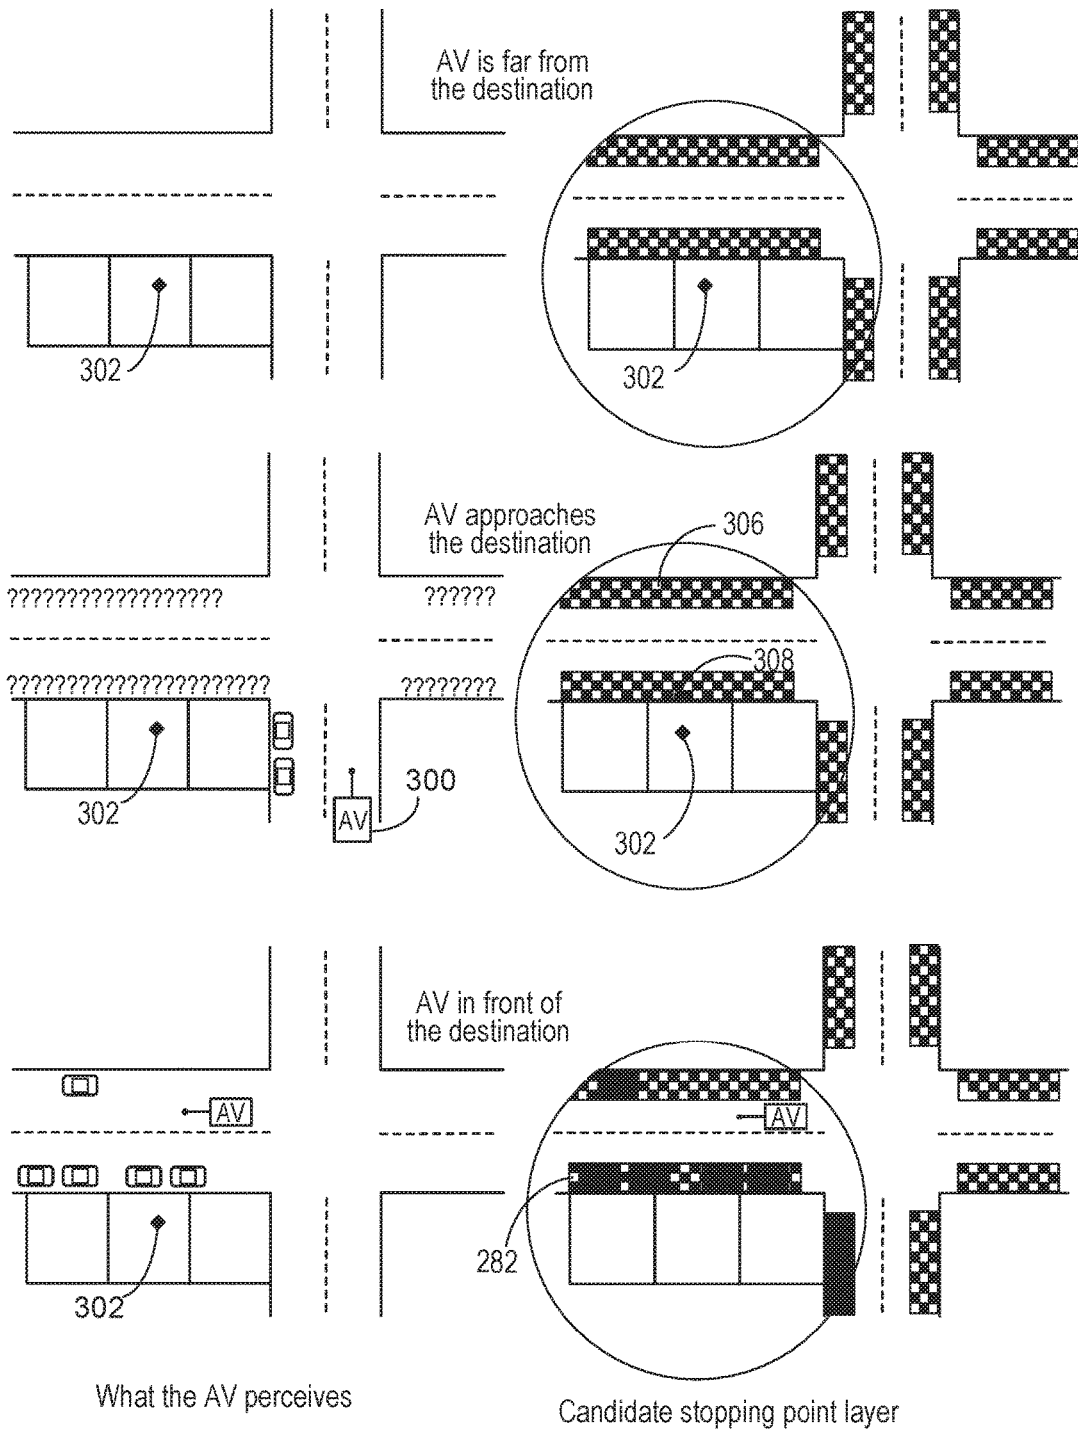 AV is far from
the destination
302
302
AV approaches
the destination
306
??????????????????
??????
308
??????????????????????
????????
300
AV
302
302
AV in front of
the destination
AV
AV
282
302
What the AV perceives
Candidate stopping point layer